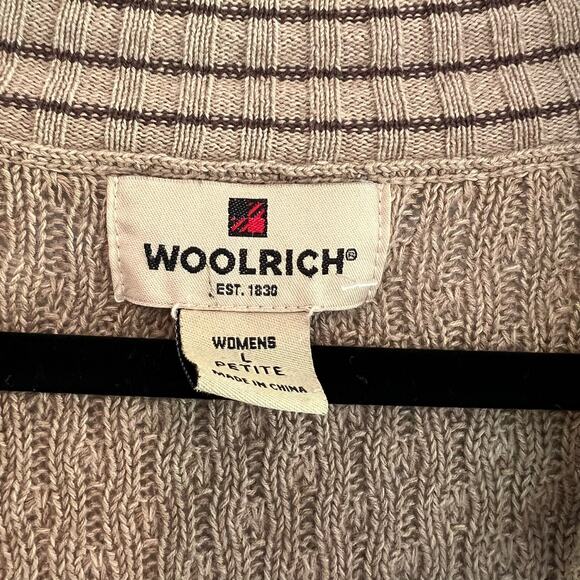 WOOLRICH®
EST. 1830
WOMENS
L
PETITE
MADE IN CHINA